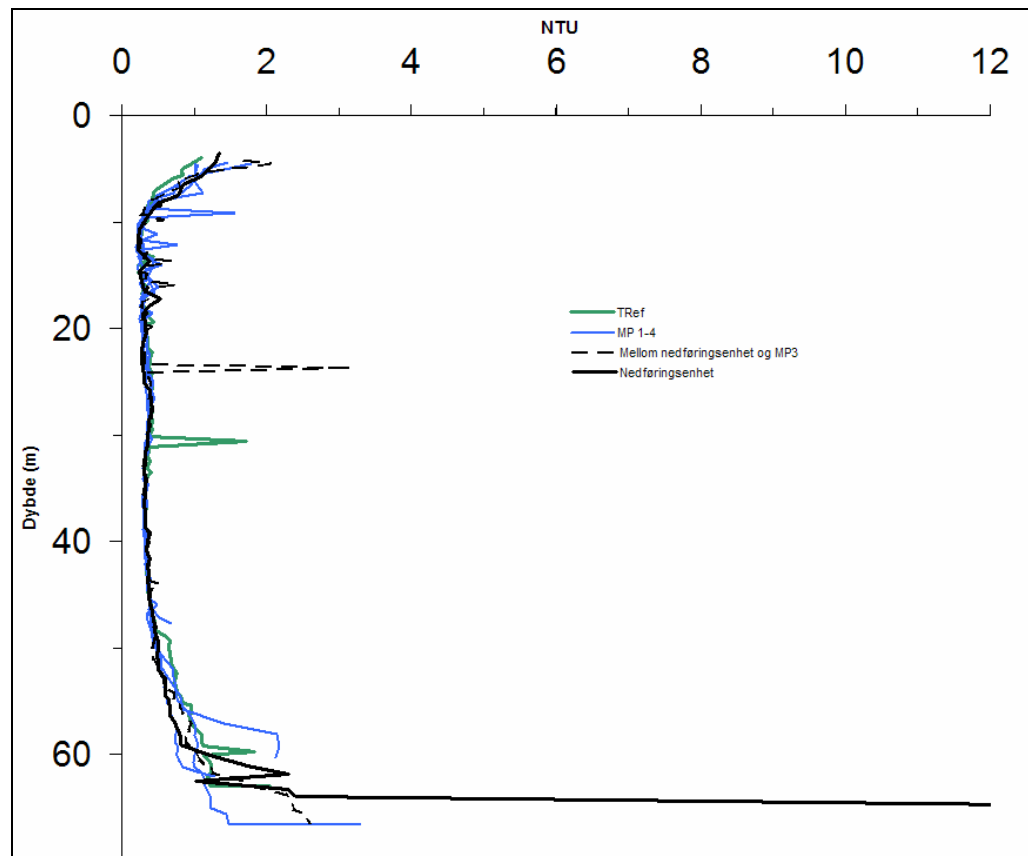 NTU
0 2 4 6 8 10 12
0
20
40
60
Dybde (m)
TRef
MP 1-4
Mellom nedføringsenhet og MP3
Nedføringsenhet